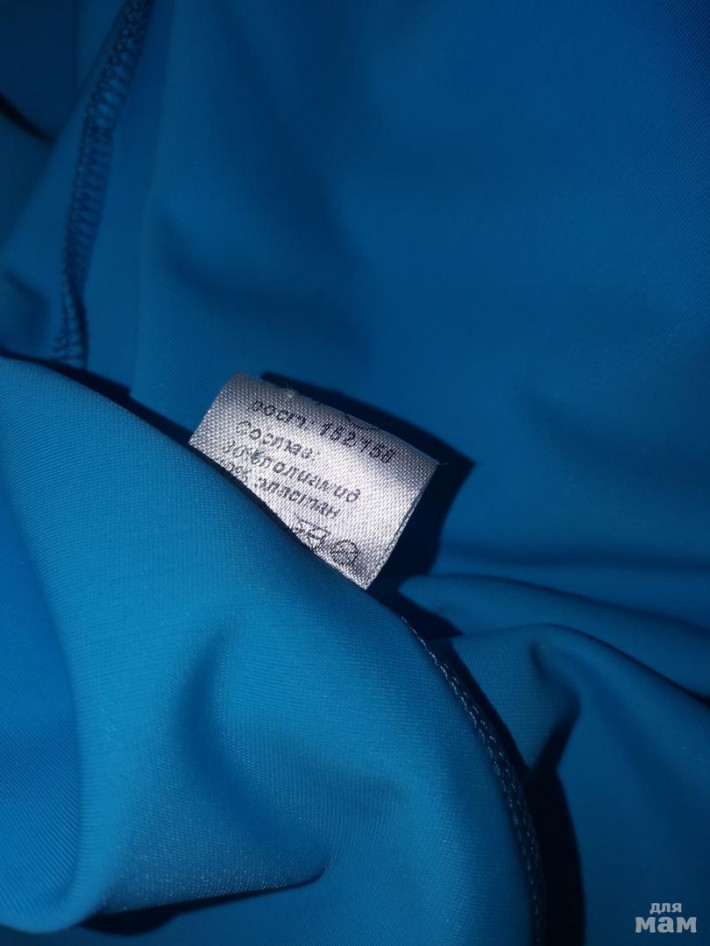 рост: 152,158
Состав:
полиамид
эластан
для
мам